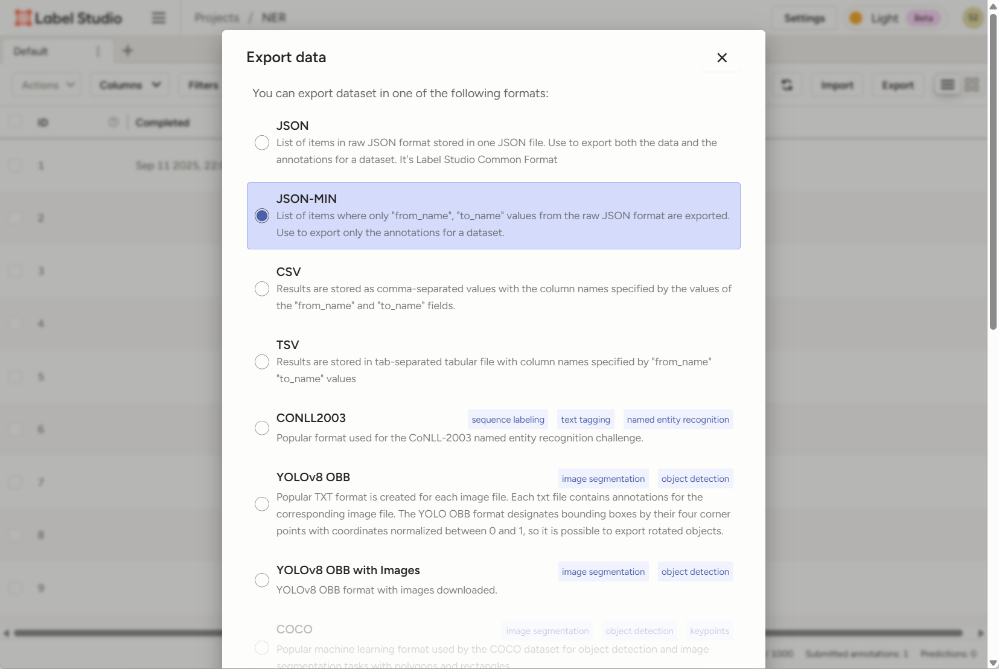 Label Studio
Projects / NER
Settings
Light Beta
52
Default
Export data
Actions
Columns
Filters
Import
Export
You can export dataset in one of the following formats:
ID
Completed
JSON
List of items in raw JSON format stored in one JSON file. Use to export both the data and the
annotations for a dataset. It's Label Studio Common Format
1
Sep 11 2025, 22:
JSON-MIN
List of items where only "from_name", "to_name" values from the raw JSON format are exported.
Use to export only the annotations for a dataset.
2
3
CSV
Results are stored as comma-separated values with the column names specified by the values of
the "from_name" and "to_name" fields.
4
TSV
Results are stored in tab-separated tabular file with column names specified by "from_name"
"to_name" values
5
CONLL2003
sequence labeling
text tagging
named entity recognition
Popular format used for the CoNLL-2003 named entity recognition challenge.
6
YOLOv8 OBB
image segmentation
object detection
Popular TXT format is created for each image file. Each txt file contains annotations for the
corresponding image file. The YOLO OBB format designates bounding boxes by their four corner
points with coordinates normalized between 0 and 1, so it is possible to export rotated objects.
7
8
YOLOv8 OBB with Images
image segmentation
object detection
YOLOv8 OBB format with images downloaded.
9
COCO
image segmentation
object detection
keypoints
Popular machine learning format used by the COCO dataset for object detection and image
segmentation tasks with polygons and rectangles.
/ 1000
Submitted annotations: 1
Predictions: 0